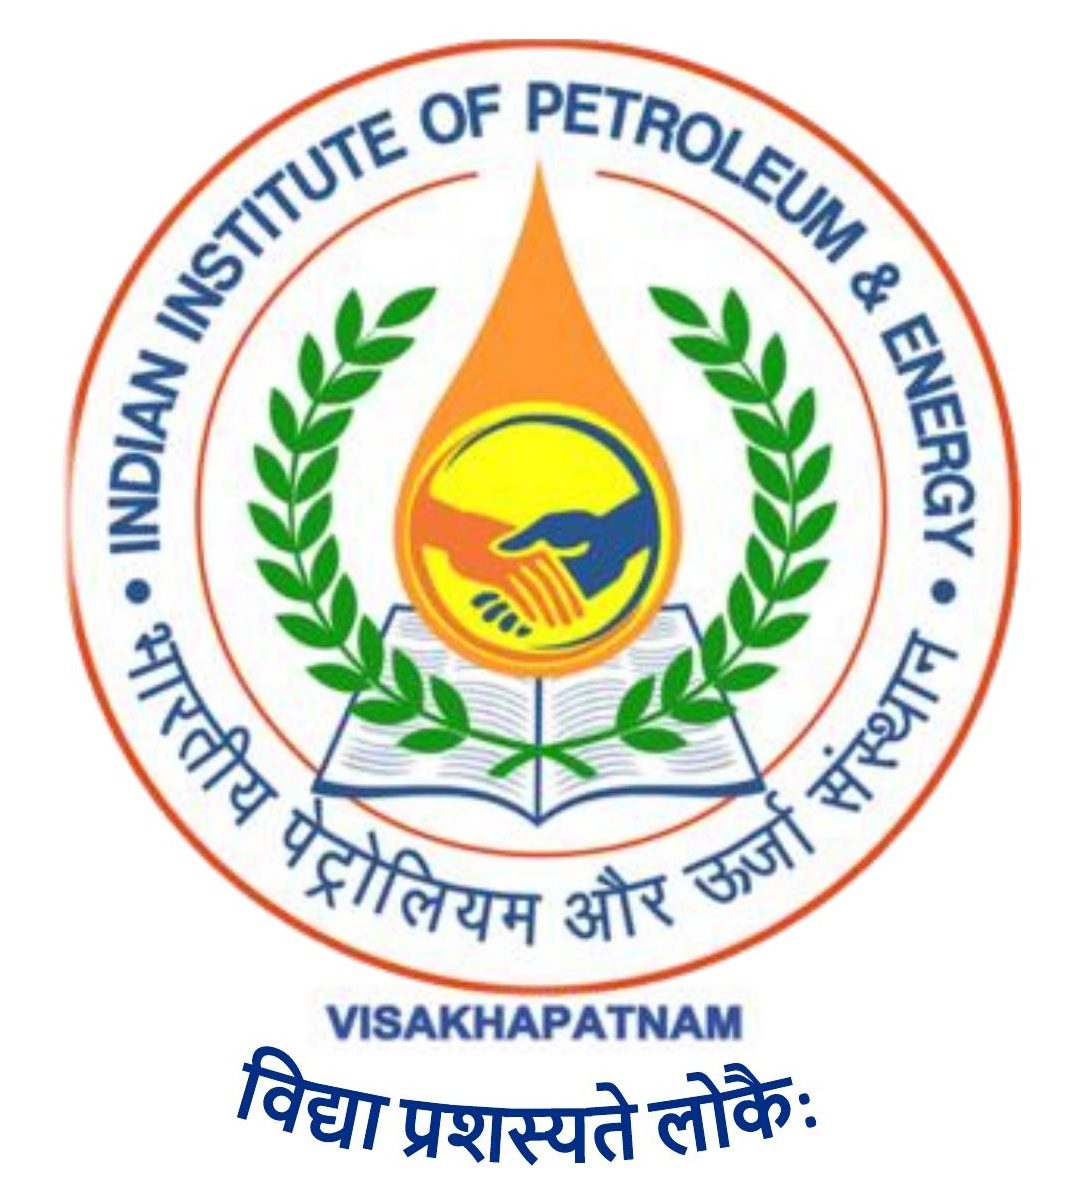 INDIAN INSTITUTE OF PETROLEUM & ENERGY
• भारतीय पेट्रोलियम और ऊर्जा संस्थान •
VISAKHAPATNAM
विद्या प्रशस्यते लोकैः